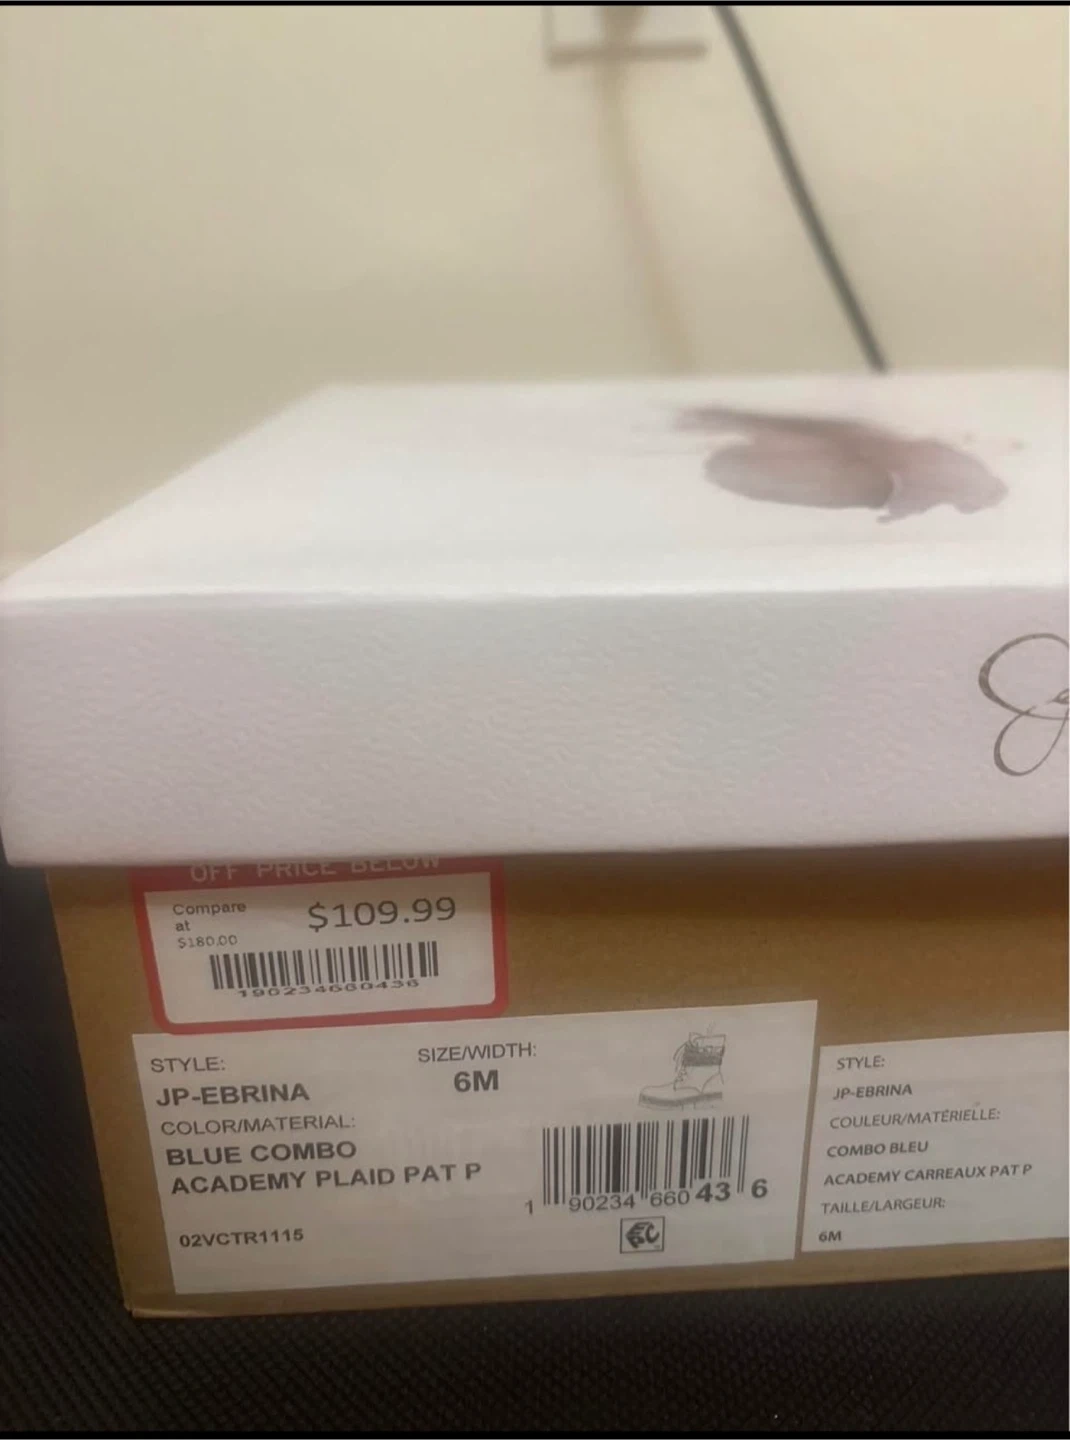 OFF PRICE BELOW
Compare
at
$180.00
$109.99
190234660436
STYLE:
JP-EBRINA
COLOR/MATERIAL:
BLUE COMBO
ACADEMY PLAID PAT P
02VCTR1115
SIZE/WIDTH:
6M
1 90234 660 43 6
STYLE:
JP-EBRINA
COULEUR/MATÉRIELLE:
COMBO BLEU
ACADEMY CARREAUX PAT P
TAILLE/LARGEUR:
6M